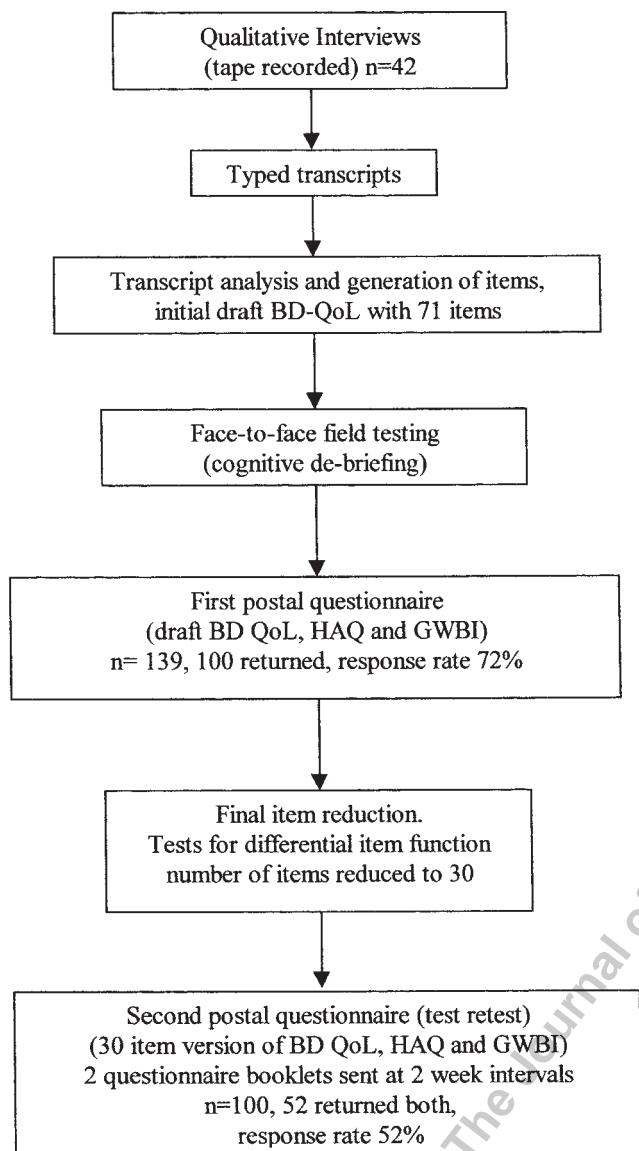 Qualitative Interviews
(tape recorded) n=42
Typed transcripts
Transcript analysis and generation of items,
initial draft BD-QoL with 71 items
Face-to-face field testing
(cognitive de-briefing)
First postal questionnaire
(draft BD QoL, HAQ and GWBI)
n= 139, 100 returned, response rate 72%
Final item reduction.
Tests for differential item function
number of items reduced to 30
Second postal questionnaire (test retest)
(30 item version of BD QoL, HAQ and GWBI)
2 questionnaire booklets sent at 2 week intervals
n=100, 52 returned both,
response rate 52%
The Journal of